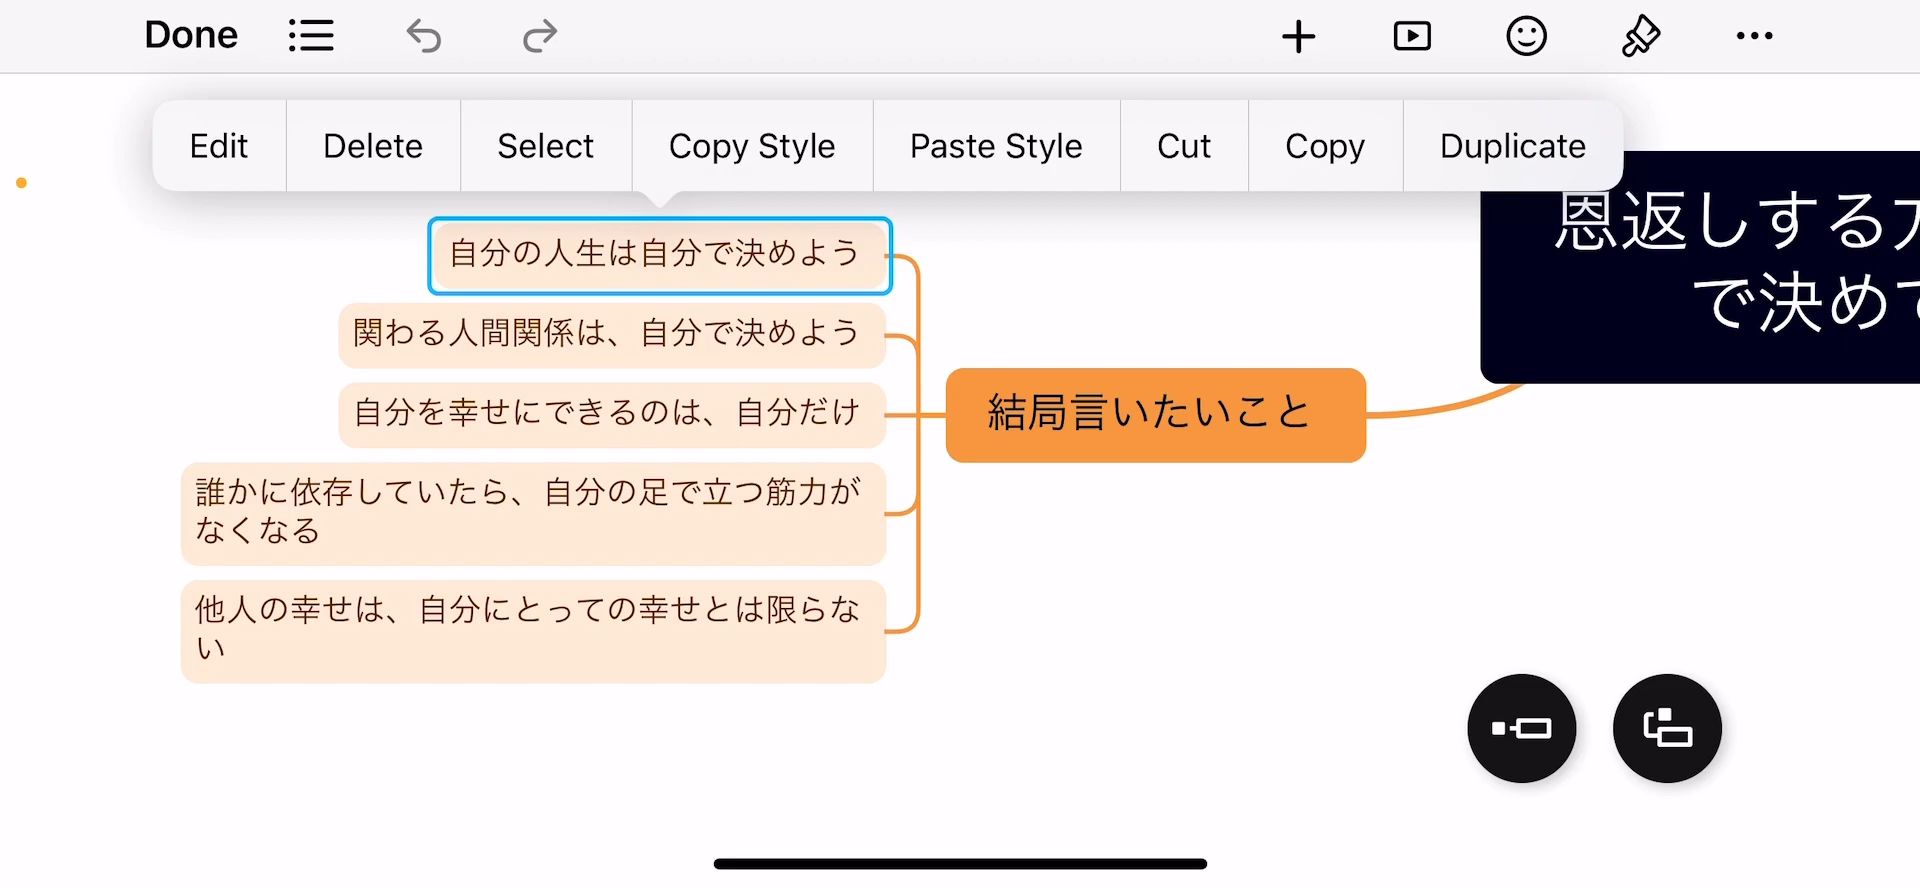 Done
Edit Delete Select Copy Style Paste Style Cut Copy Duplicate
恩返しする
で決めて
自分の人生は自分で決めよう
関わる人間関係は、自分で決めよう
自分を幸せにできるのは、自分だけ
誰かに依存していたら、自分の足で立つ筋力が
なくなる
他人の幸せは、自分にとっての幸せとは限らな
い
結局言いたいこと